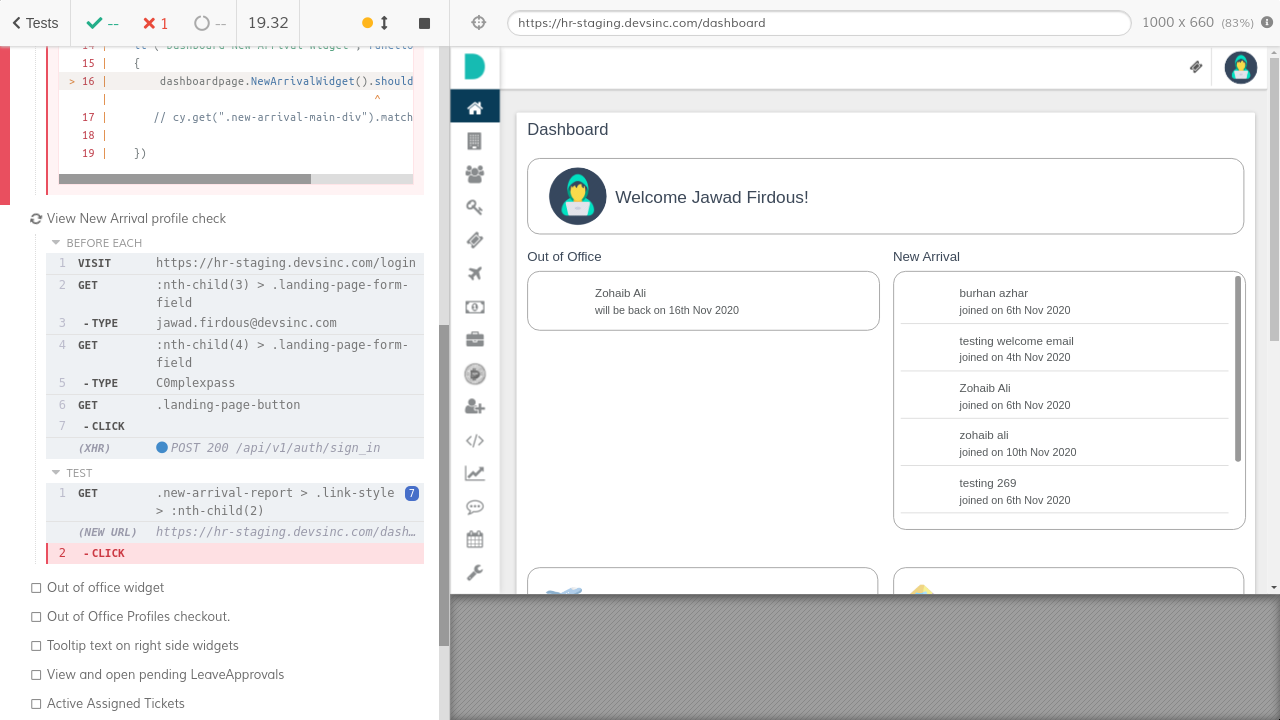 Tests
--
1
--
19.32
https://hr-staging.devsinc.com/dashboard
1000 x 660 (83%)
14 | it ('Dashboard New Arrival widget', functio
15 | {
> 16 | dashboardpage.NewArrivalWidget().should
| ^
17 | // cy.get(".new-arrival-main-div").match
18 |
19 | })
View New Arrival profile check
BEFORE EACH
1 VISIT https://hr-staging.devsinc.com/login
2 GET :nth-child(3) > .landing-page-form-
field
3 -TYPE jawad.firdous@devsinc.com
4 GET :nth-child(4) > .landing-page-form-
field
5 -TYPE C0mplexpass
6 GET .landing-page-button
7 -CLICK
(XHR) POST 200 /api/v1/auth/sign_in
TEST
1 GET .new-arrival-report > .link-style 7
> :nth-child(2)
(NEW URL) https://hr-staging.devsinc.com/dash…
2 -CLICK
Out of office widget
Out of Office Profiles checkout.
Tooltip text on right side widgets
View and open pending LeaveApprovals
Active Assigned Tickets
Dashboard
Welcome Jawad Firdous!
Out of Office
Zohaib Ali
will be back on 16th Nov 2020
New Arrival
burhan azhar
joined on 6th Nov 2020
testing welcome email
joined on 4th Nov 2020
Zohaib Ali
joined on 6th Nov 2020
zohaib ali
joined on 10th Nov 2020
testing 269
joined on 6th Nov 2020